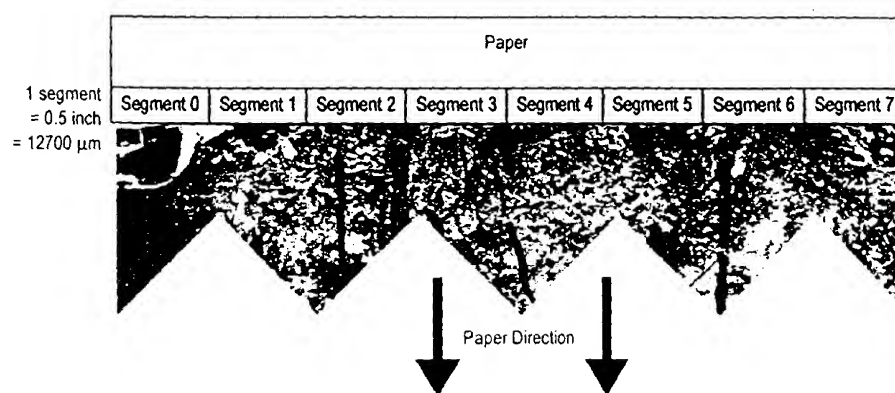 Paper
1 segment
= 0.5 inch
= 12700 µm
Segment 0 Segment 1 Segment 2 Segment 3 Segment 4 Segment 5 Segment 6 Segment 7
Paper Direction